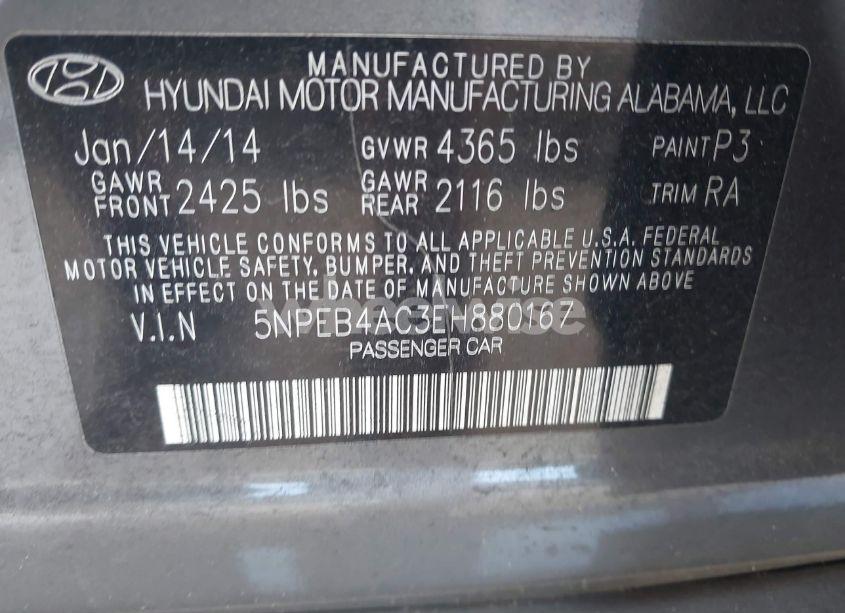 MANUFACTURED BY
HYUNDAI MOTOR MANUFACTURING ALABAMA, LLC
Jan/14/14 GVWR 4365 lbs PAINT P3
GAWR FRONT 2425 lbs GAWR REAR 2116 lbs TRIM RA
THIS VEHICLE CONFORMS TO ALL APPLICABLE U.S.A. FEDERAL
MOTOR VEHICLE SAFETY, BUMPER, AND THEFT PREVENTION STANDARDS
IN EFFECT ON THE DATE OF MANUFACTURE SHOWN ABOVE
V.I.N 5NPEB4AC3EH880167
PASSENGER CAR